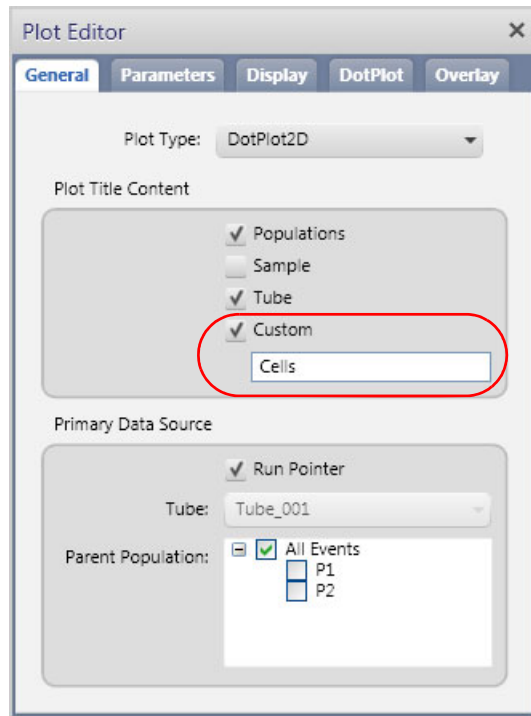 Plot Editor
General Parameters Display DotPlot Overlay
Plot Type: DotPlot2D
Plot Title Content
Populations
Sample
Tube
Custom
Cells
Primary Data Source
Run Pointer
Tube: Tube_001
Parent Population: All Events
P1
P2